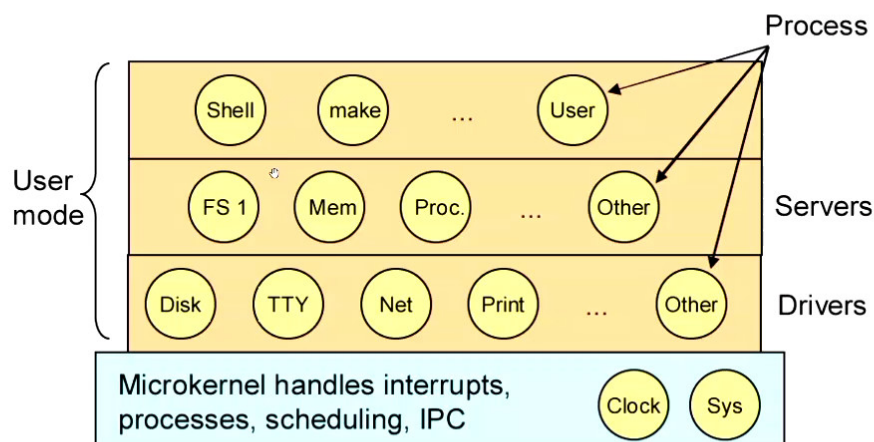 Process
Shell make ... User
User
mode
FS 1 Mem Proc. ... Other
Servers
Disk TTY Net Print ... Other
Drivers
Microkernel handles interrupts,
processes, scheduling, IPC
Clock Sys